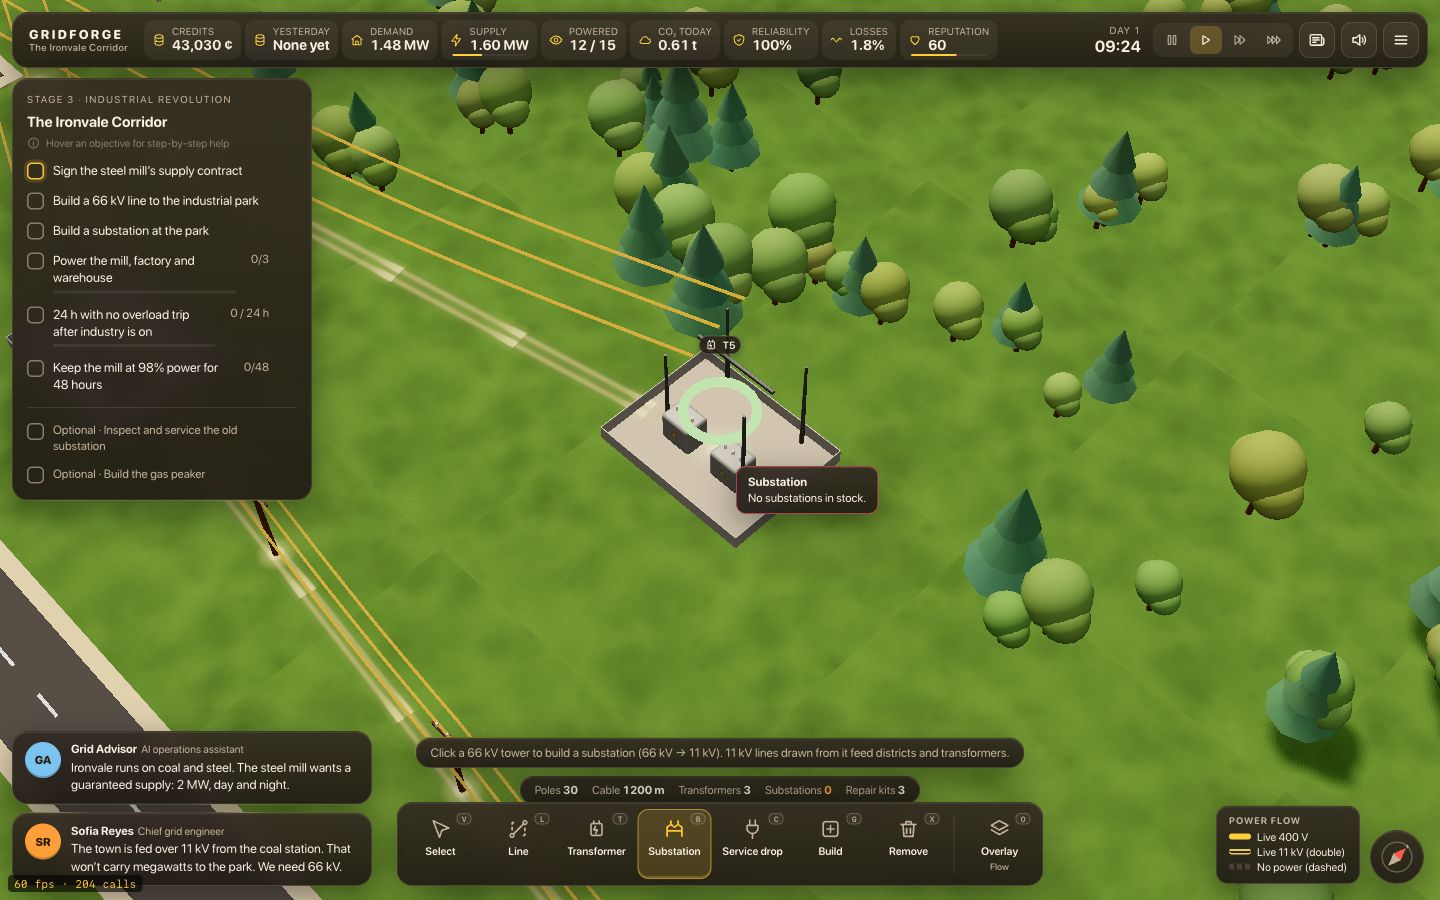 GRIDFORGE
The Ironvale Corridor
CREDITS
43,030 ¢
YESTERDAY
None yet
DEMAND
1.48 MW
SUPPLY
1.60 MW
POWERED
12 / 15
CO₂ TODAY
0.61 t
RELIABILITY
100%
LOSSES
1.8%
REPUTATION
60
DAY 1
09:24
STAGE 3 · INDUSTRIAL REVOLUTION
The Ironvale Corridor
Hover an objective for step-by-step help
Sign the steel mill's supply contract
Build a 66 kV line to the industrial park
Build a substation at the park
Power the mill, factory and 0/3
warehouse
24 h with no overload trip 0 / 24 h
after industry is on
Keep the mill at 98% power for 0/48
48 hours
Optional · Inspect and service the old
substation
Optional · Build the gas peaker
T5
Substation
No substations in stock.
Grid Advisor AI operations assistant
GA
Ironvale runs on coal and steel. The steel mill wants a
guaranteed supply: 2 MW, day and night.
Sofia Reyes Chief grid engineer
SR
The town is fed over 11 kV from the coal station. That
won't carry megawatts to the park. We need 66 kV.
60 fps · 204 calls
Click a 66 kV tower to build a substation (66 kV → 11 kV). 11 kV lines drawn from it feed districts and transformers.
Poles 30 Cable 1200 m Transformers 3 Substations 0 Repair kits 3
V L T B C G X O
Select Line Transformer Substation Service drop Build Remove Overlay
Flow
POWER FLOW
Live 400 V
Live 11 kV (double)
No power (dashed)